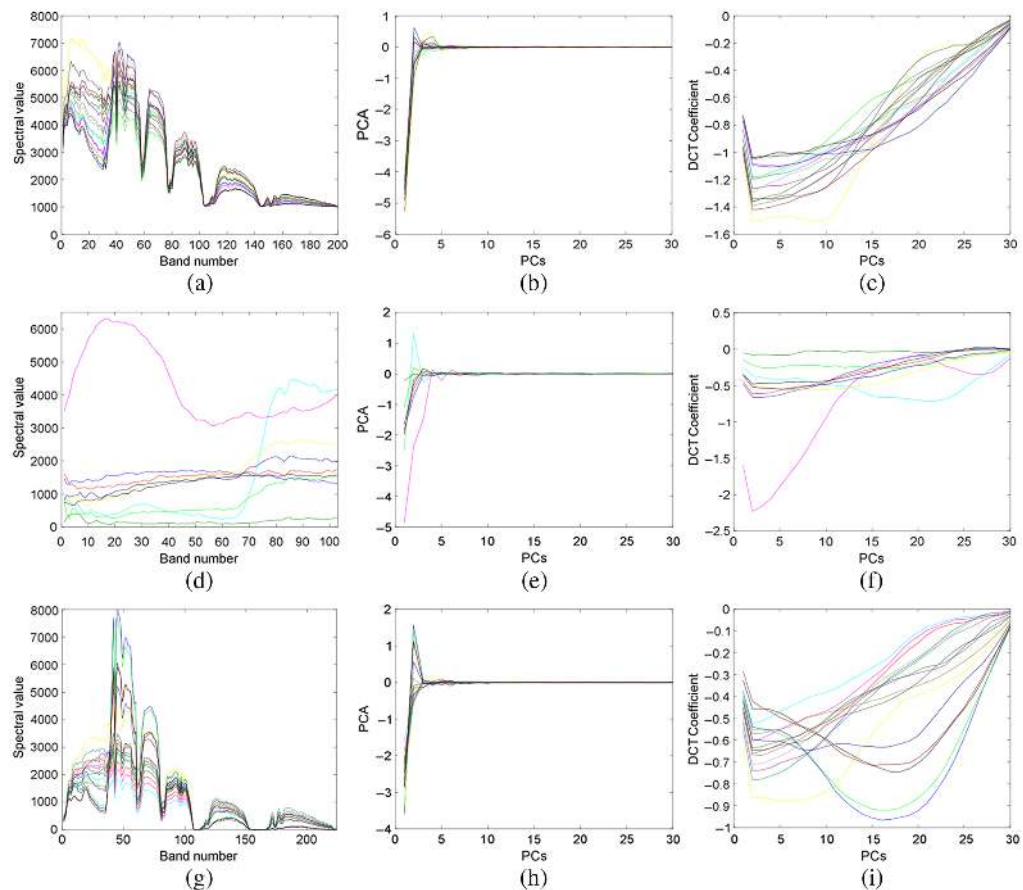 8000
7000
6000
5000
4000
3000
2000
1000
0
Spectral value
0 20 40 60 80 100 120 140 160 180 200
Band number
(a)
1
0
−1
−2
−3
−4
−5
−6
PCA
0 5 10 15 20 25 30
PCs
(b)
0
−0.2
−0.4
−0.6
−0.8
−1
−1.2
−1.4
−1.6
DCT Coefficient
0 5 10 15 20 25 30
PCs
(c)
6000
5000
4000
3000
2000
1000
0
Spectral value
0 10 20 30 40 50 60 70 80 90 100
Band number
(d)
2
1
0
−1
−2
−3
−4
−5
PCA
0 5 10 15 20 25 30
PCs
(e)
0.5
0
−0.5
−1
−1.5
−2
−2.5
DCT Coefficient
0 5 10 15 20 25 30
PCs
(f)
8000
7000
6000
5000
4000
3000
2000
1000
0
Spectral value
0 50 100 150 200
Band number
(g)
2
1
0
−1
−2
−3
−4
PCA
0 5 10 15 20 25 30
PCs
(h)
0
−0.1
−0.2
−0.3
−0.4
−0.5
−0.6
−0.7
−0.8
−0.9
−1
DCT Coefficient
0 5 10 15 20 25 30
PCs
(i)